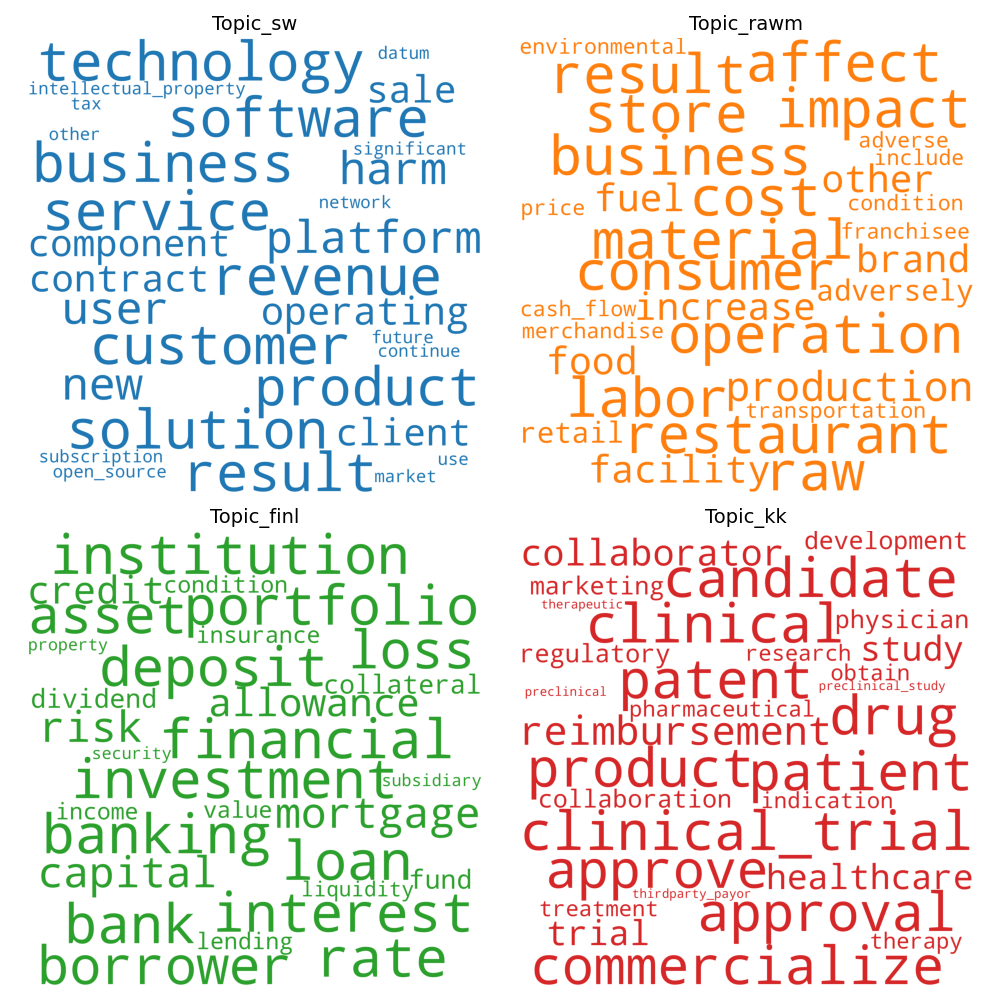 Topic_sw
technology datum
intellectual_property sale
tax
software
other
business significant
harm
service network
component platform
contract revenue
user operating
customer future
continue
new product
solution client
subscription use
open_source result market
Topic_rawm
environmental result affect
store impact
business adverse
include
fuel cost other
price condition
material franchisee
consumer brand
adversely
cash_flow increase
merchandise operation
food
labor production
transportation
retail restaurant
facility raw
Topic_finl
institution
credit condition
asset portfolio
insurance
property loss
deposit collateral
dividend allowance
risk financial
security
investment subsidiary
income value mortgage
banking
capital loan fund
liquidity
bank interest
lending
borrower rate
Topic_kk
collaborator development
marketing candidate
therapeutic
clinical physician
regulatory research study
obtain
preclinical patent preclinical_study
pharmaceutical drug
reimbursement
product patient
collaboration indication
clinical_trial
approve healthcare
thirdparty_payor
treatment approval
trial therapy
commercialize